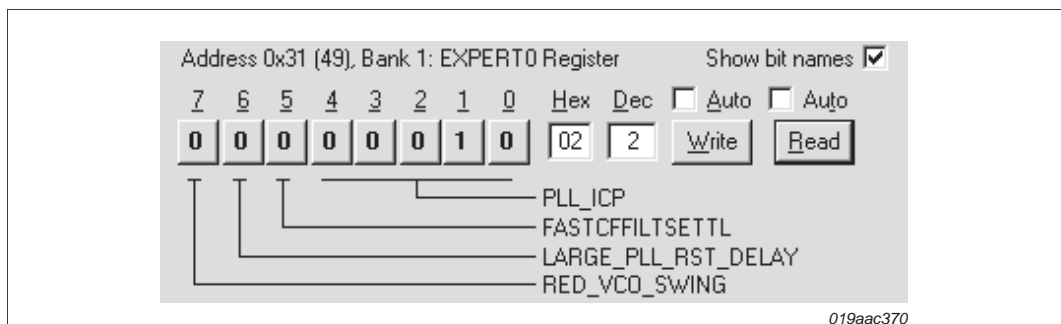 Address 0x31 (49), Bank 1: EXPERT0 Register Show bit names
7 6 5 4 3 2 1 0 Hex Dec Auto Auto
0 0 0 0 0 0 1 0 02 2 Write Read
PLL_ICP
FASTCFFILTSETTL
LARGE_PLL_RST_DELAY
RED_VCO_SWING
019aac370